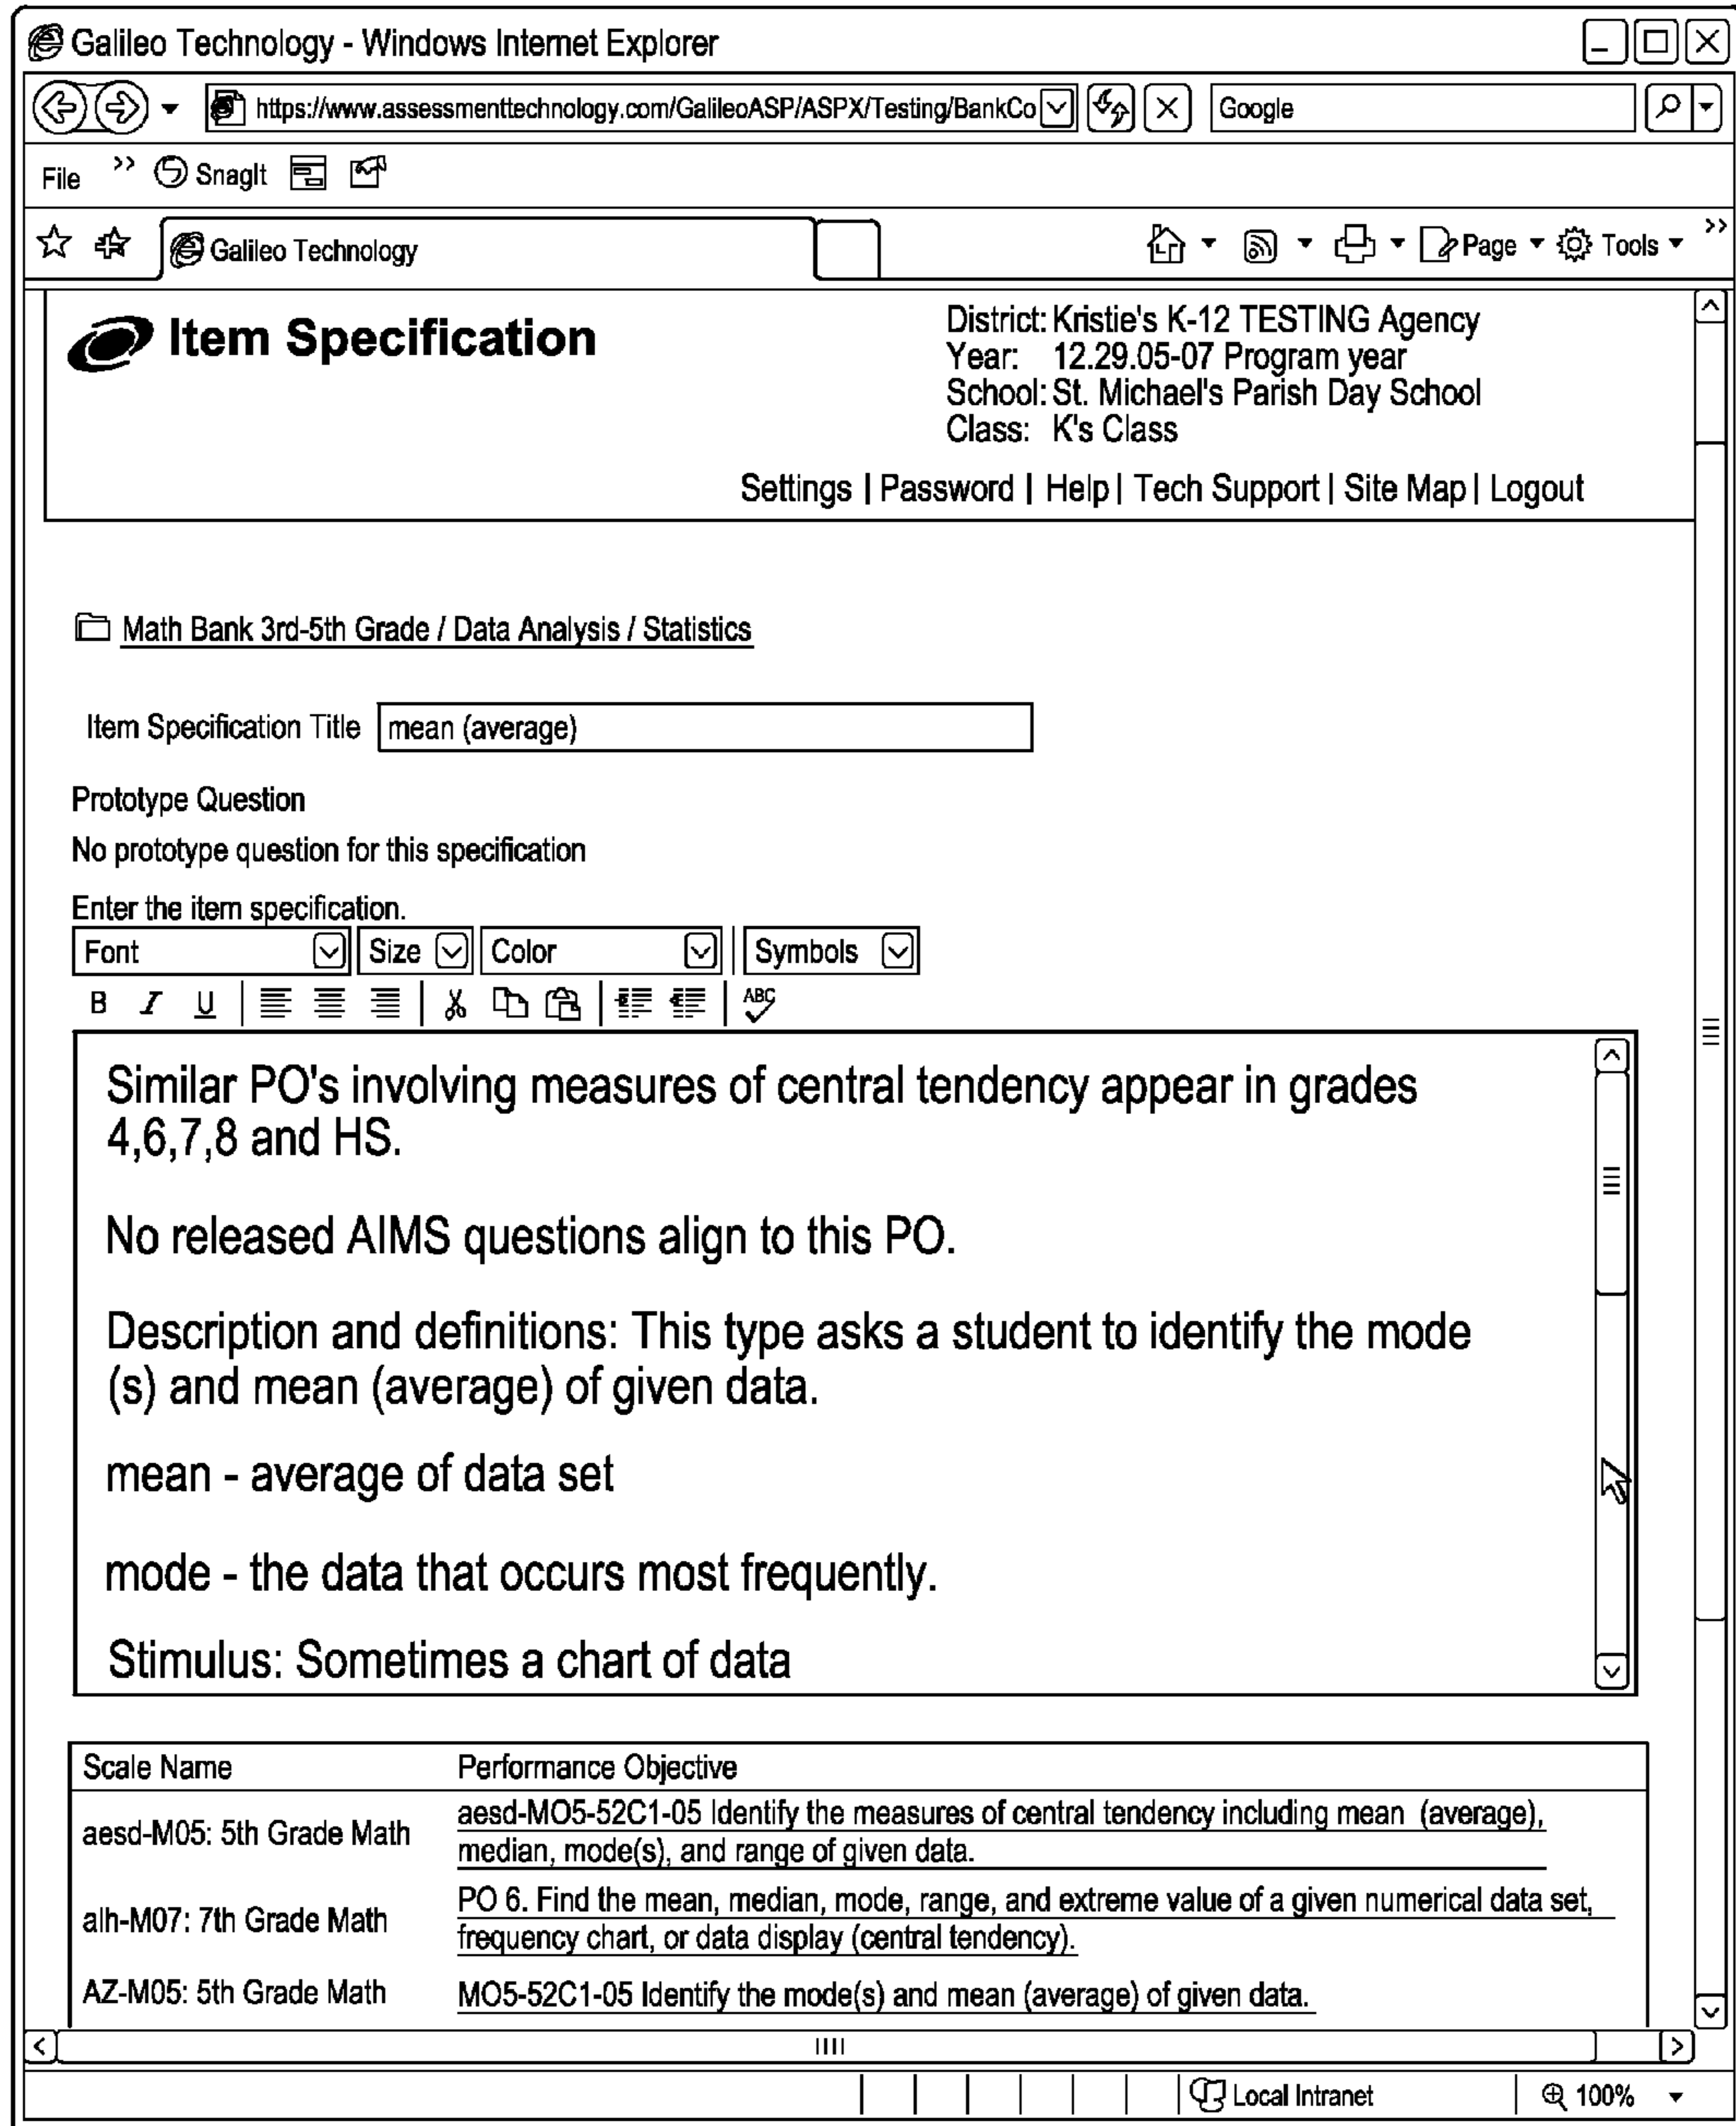 Galileo Technology - Windows Internet Explorer
https://www.assessmenttechnology.com/GalileoASP/ASPX/Testing/BankCo
Google
File >> SnagIt
Galileo Technology
Page Tools >>
Item Specification
District: Kristie's K-12 TESTING Agency
Year: 12.29.05-07 Program year
School: St. Michael's Parish Day School
Class: K's Class
Settings | Password | Help | Tech Support | Site Map | Logout
Math Bank 3rd-5th Grade / Data Analysis / Statistics
Item Specification Title mean (average)
Prototype Question
No prototype question for this specification
Enter the item specification.
Font Size Color Symbols
B I U ABC
Similar PO's involving measures of central tendency appear in grades
4,6,7,8 and HS.
No released AIMS questions align to this PO.
Description and definitions: This type asks a student to identify the mode
(s) and mean (average) of given data.
mean - average of data set
mode - the data that occurs most frequently.
Stimulus: Sometimes a chart of data
Scale Name Performance Objective
aesd-M05: 5th Grade Math aesd-MO5-52C1-05 Identify the measures of central tendency including mean (average),
median, mode(s), and range of given data.
alh-M07: 7th Grade Math PO 6. Find the mean, median, mode, range, and extreme value of a given numerical data set,
frequency chart, or data display (central tendency).
AZ-M05: 5th Grade Math MO5-52C1-05 Identify the mode(s) and mean (average) of given data.
Local Intranet 100%